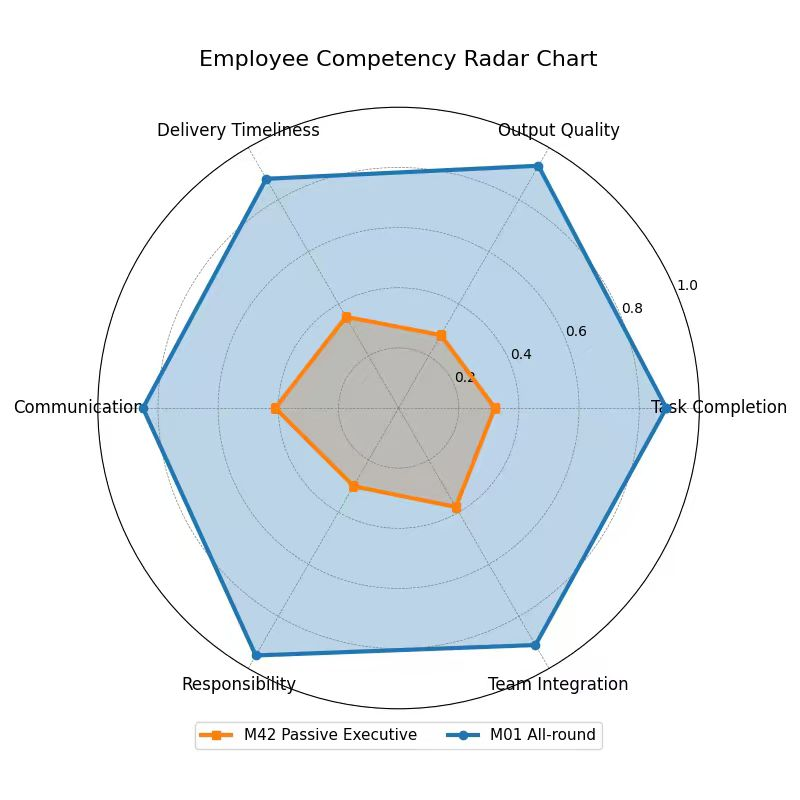 Employee Competency Radar Chart
Delivery Timeliness
Output Quality
1.0
0.8
0.6
0.4
0.2
Communication
Task Completion
Responsibility
Team Integration
M42 Passive Executive
M01 All-round